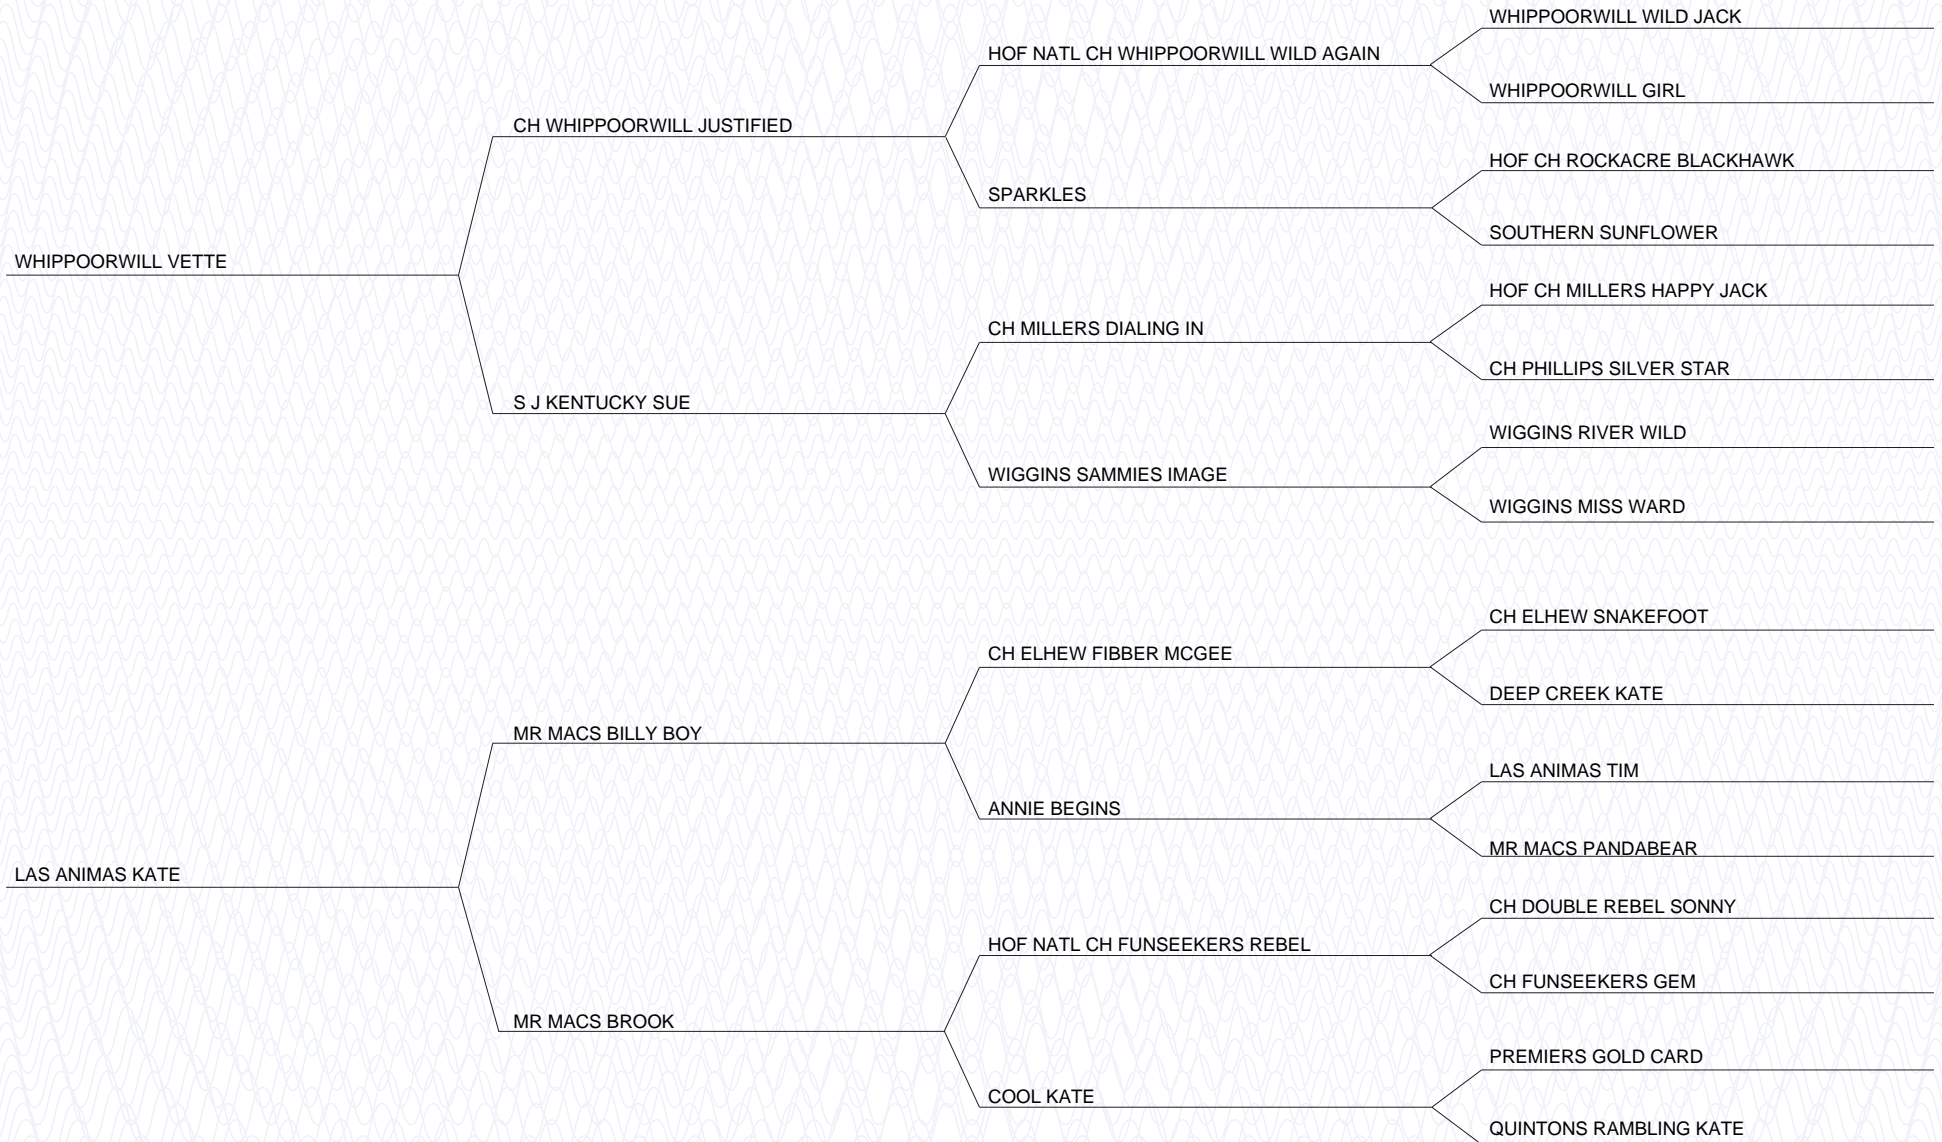 WHIPPOORWILL WILD JACK
HOF NATL CH WHIPPOORWILL WILD AGAIN
WHIPPOORWILL GIRL
CH WHIPPOORWILL JUSTIFIED
HOF CH ROCKACRE BLACKHAWK
SPARKLES
SOUTHERN SUNFLOWER
WHIPPOORWILL VETTE
HOF CH MILLERS HAPPY JACK
CH MILLERS DIALING IN
CH PHILLIPS SILVER STAR
S J KENTUCKY SUE
WIGGINS RIVER WILD
WIGGINS SAMMIES IMAGE
WIGGINS MISS WARD
CH ELHEW SNAKEFOOT
CH ELHEW FIBBER MCGEE
DEEP CREEK KATE
MR MACS BILLY BOY
LAS ANIMAS TIM
ANNIE BEGINS
MR MACS PANDABEAR
LAS ANIMAS KATE
CH DOUBLE REBEL SONNY
HOF NATL CH FUNSEEKERS REBEL
CH FUNSEEKERS GEM
MR MACS BROOK
PREMIERS GOLD CARD
COOL KATE
QUINTONS RAMBLING KATE